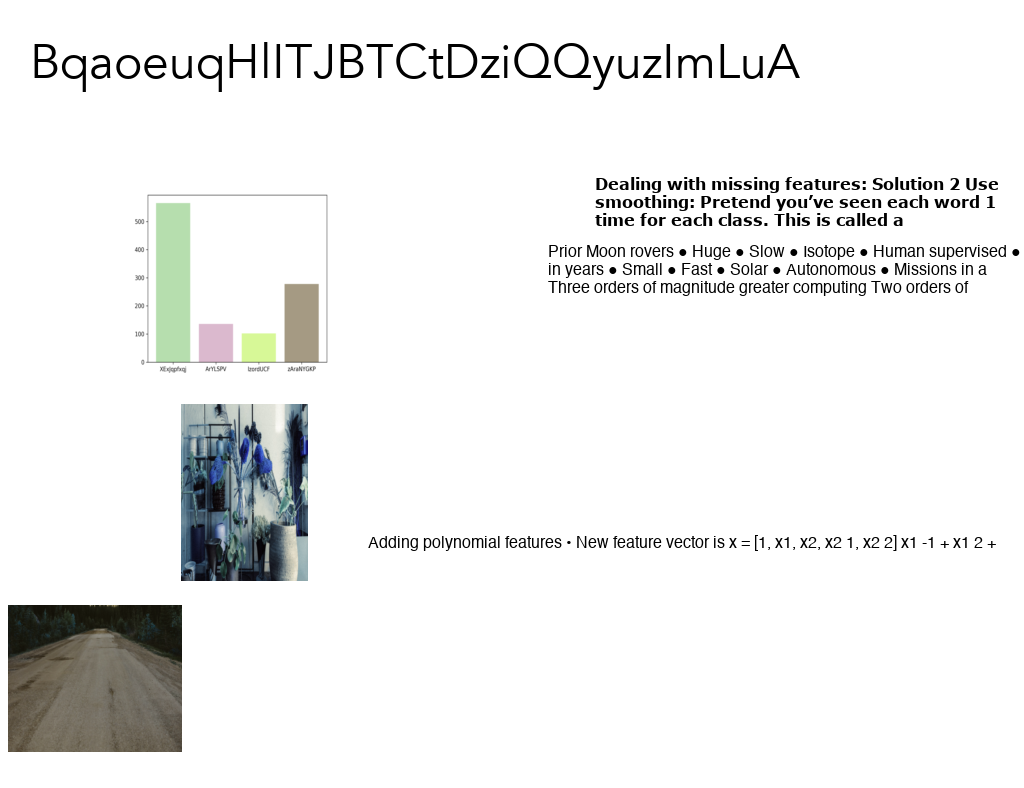 BqaoeuqHlITJBTCtDziQQyuzImLuA
Dealing with missing features: Solution 2 Use
smoothing: Pretend you’ve seen each word 1
time for each class. This is called a
Prior Moon rovers ● Huge ● Slow ● Isotope ● Human supervised ●
in years ● Small ● Fast ● Solar ● Autonomous ● Missions in a
Three orders of magnitude greater computing Two orders of
500
400
300
200
100
0
XExJqpfxqj ArYLSPV IzordUCF zAraNYGKP
Adding polynomial features • New feature vector is x = [1, x1, x2, x2 1, x2 2] x1 -1 + x1 2 +